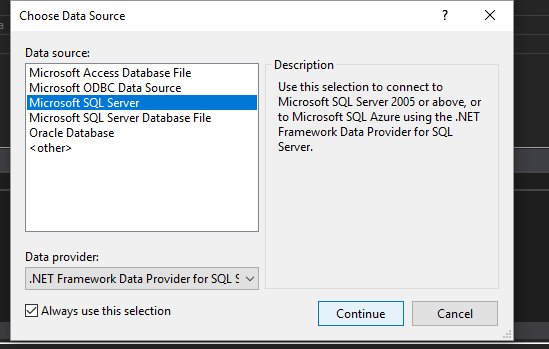 Choose Data Source
? ×
Data source:
Microsoft Access Database File
Microsoft ODBC Data Source
Microsoft SQL Server
Microsoft SQL Server Database File
Oracle Database
<other>
Description
Use this selection to connect to
Microsoft SQL Server 2005 or above, or
to Microsoft SQL Azure using the .NET
Framework Data Provider for SQL
Server.
Data provider:
.NET Framework Data Provider for SQL S
Always use this selection
Continue
Cancel